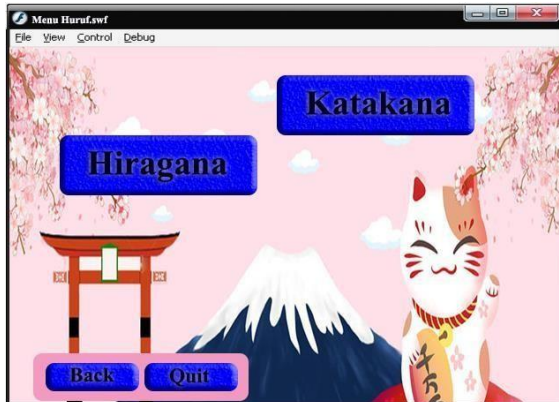 Menu Huruf.swf
File View Control Debug
Katakana
Hiragana
Back Quit